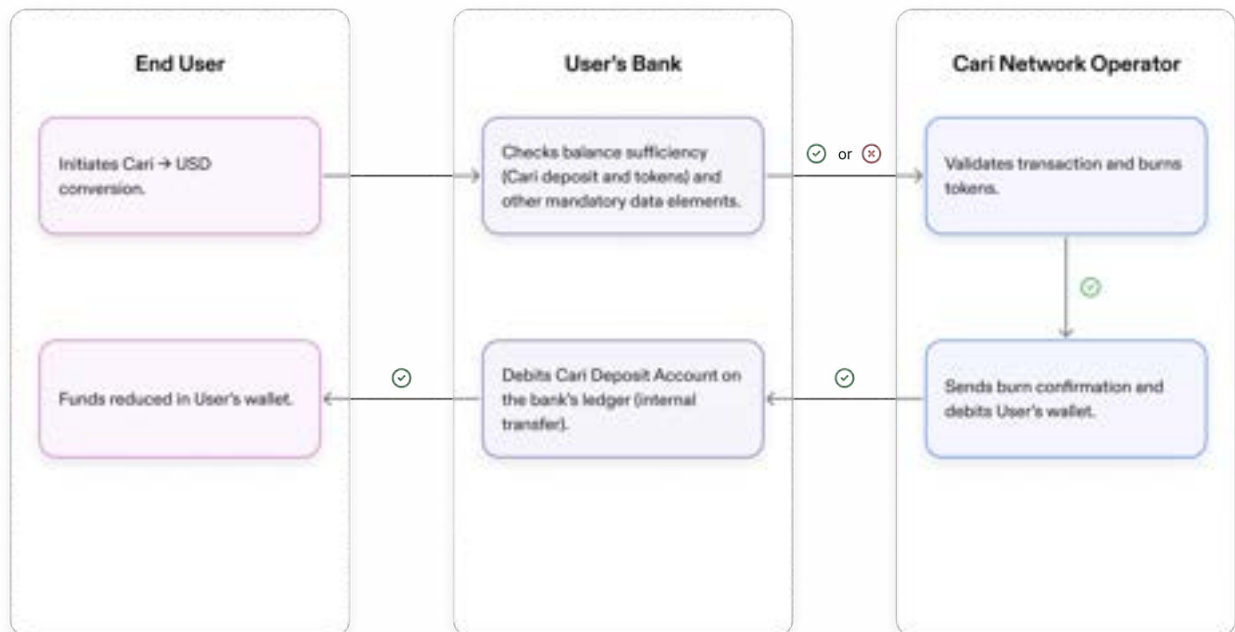 End User
User's Bank
Cari Network Operator
Initiates Cari → USD
conversion.
Checks balance sufficiency
(Cari deposit and tokens) and
other mandatory data elements.
or
Validates transaction and burns
tokens.
Funds reduced in User's wallet.
Debits Cari Deposit Account on
the bank's ledger (internal
transfer).
Sends burn confirmation and
debits User's wallet.